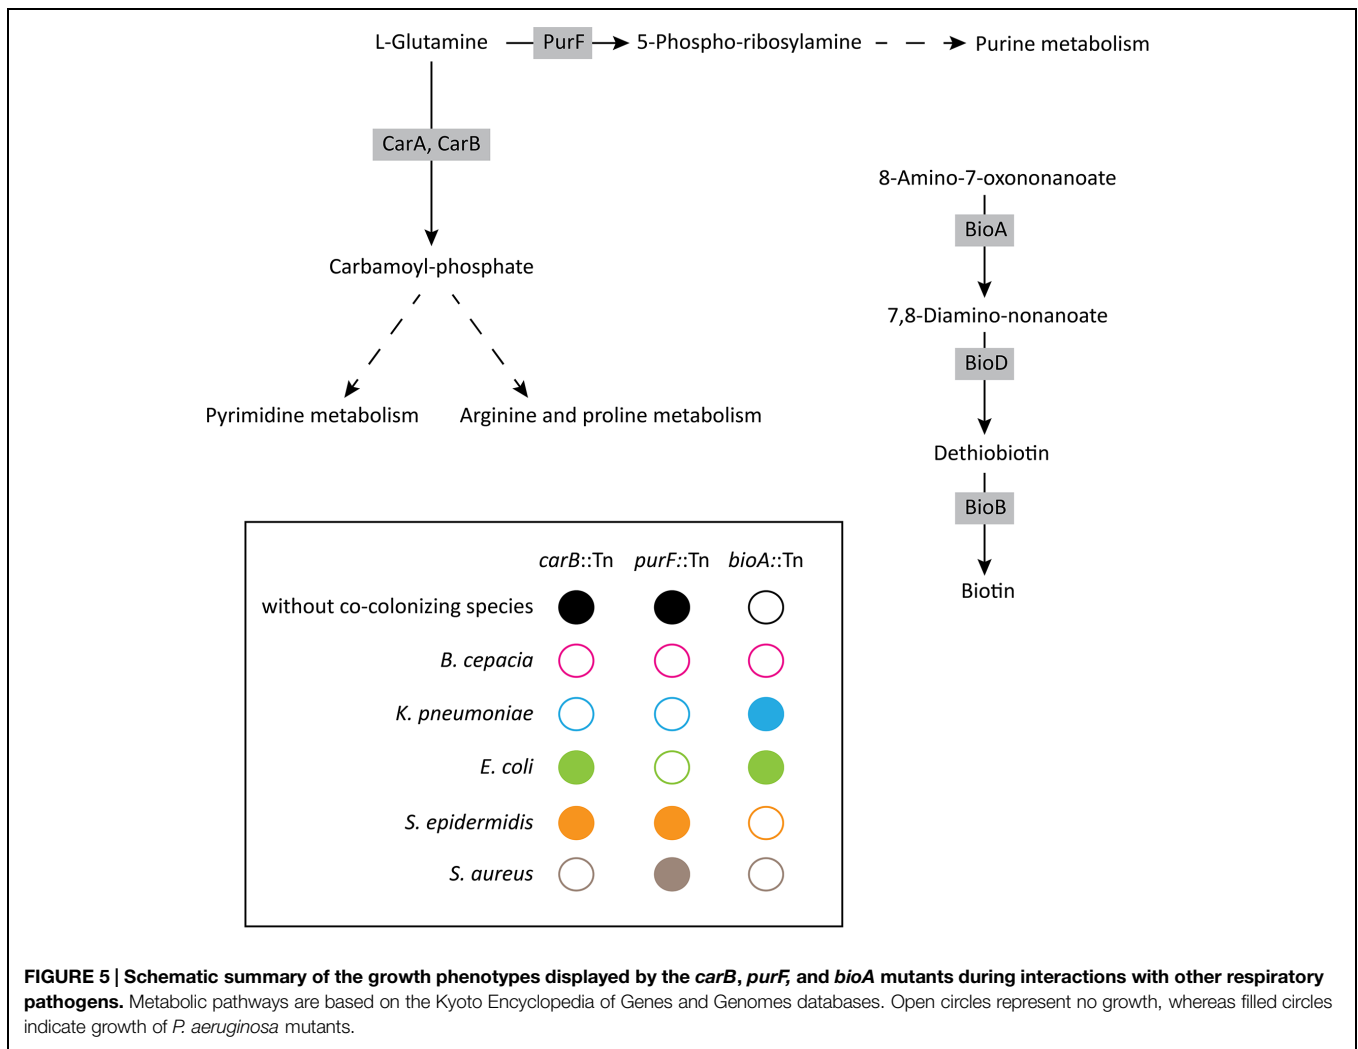 L-Glutamine PurF 5-Phospho-ribosylamine Purine metabolism
CarA, CarB
Carbamoyl-phosphate
Pyrimidine metabolism Arginine and proline metabolism
8-Amino-7-oxononanoate
BioA
7,8-Diamino-nonanoate
BioD
Dethiobiotin
BioB
Biotin
carB::Tn purF::Tn bioA::Tn
without co-colonizing species
B. cepacia
K. pneumoniae
E. coli
S. epidermidis
S. aureus
FIGURE 5 | Schematic summary of the growth phenotypes displayed by the carB, purF, and bioA mutants during interactions with other respiratory
pathogens. Metabolic pathways are based on the Kyoto Encyclopedia of Genes and Genomes databases. Open circles represent no growth, whereas filled circles
indicate growth of P. aeruginosa mutants.